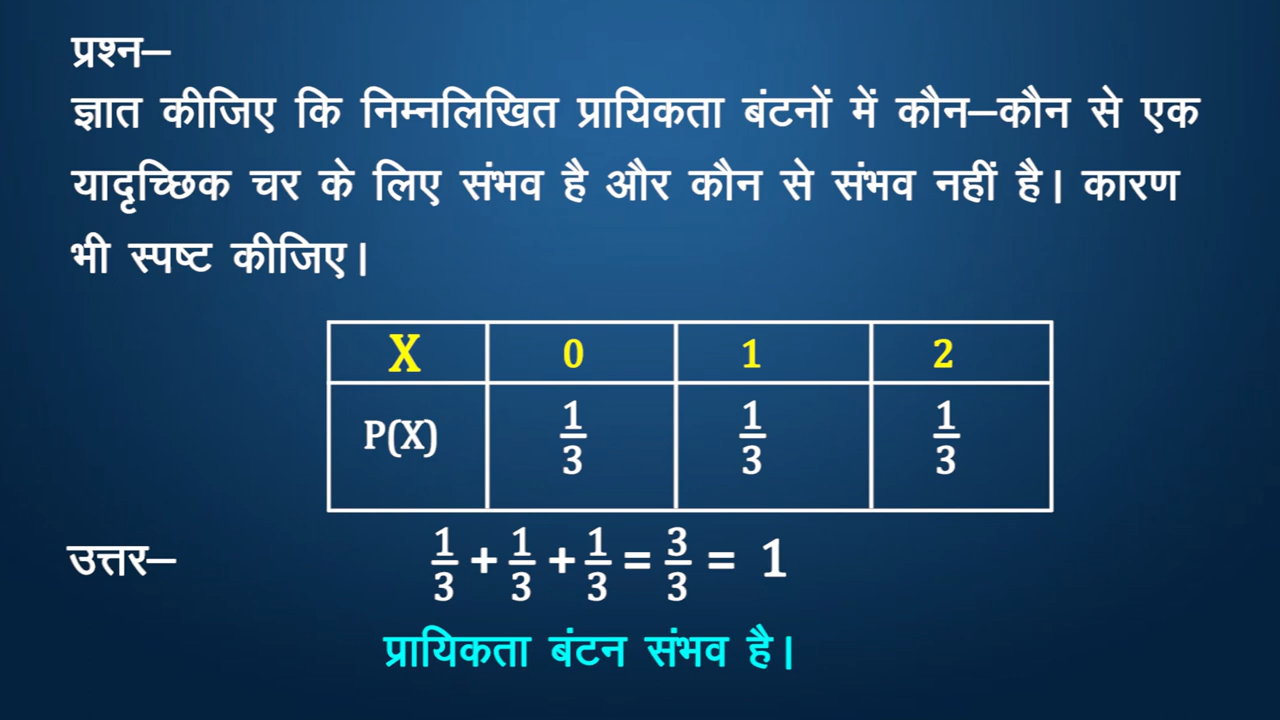 प्रश्न–
ज्ञात कीजिए कि निम्नलिखित प्रायिकता बंटनों में कौन–कौन से एक
यादृच्छिक चर के लिए संभव है और कौन से संभव नहीं है। कारण
भी स्पष्ट कीजिए।
X 0 1 2
P(X) 1/3 1/3 1/3
उत्तर– 1/3 + 1/3 + 1/3 = 3/3 = 1
प्रायिकता बंटन संभव है।